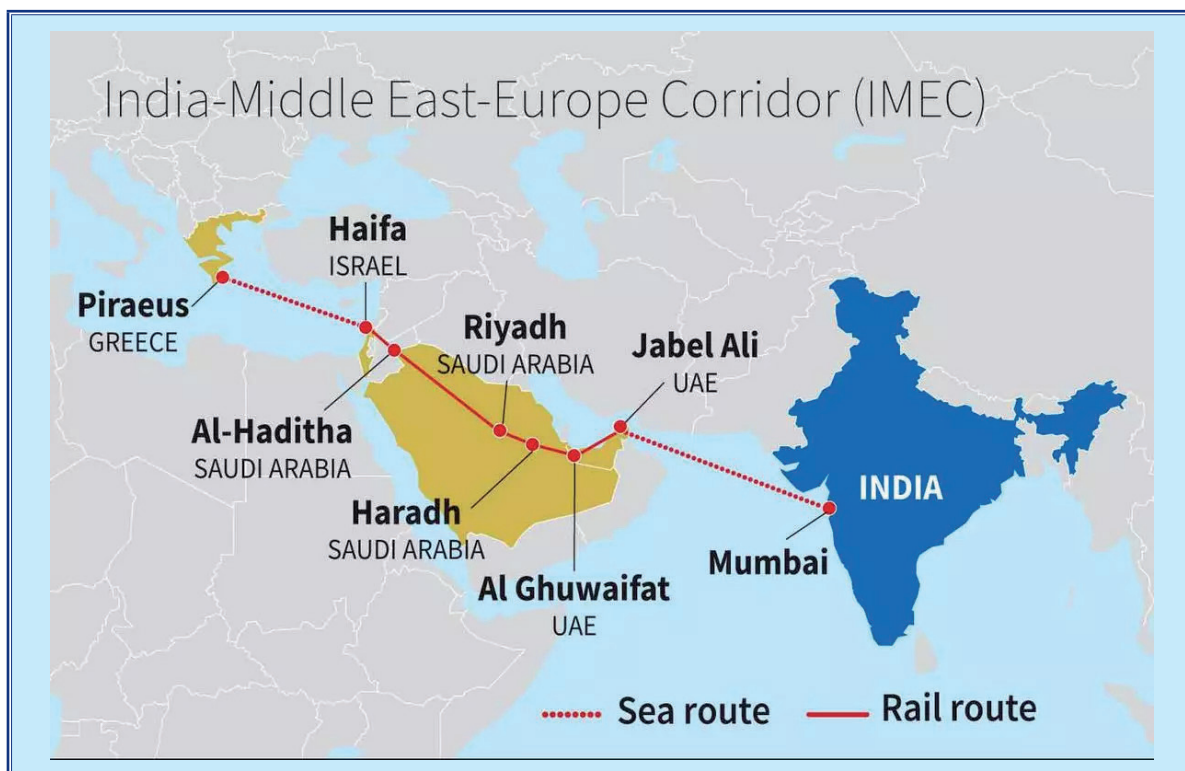 India-Middle East-Europe Corridor (IMEC)
Haifa
ISRAEL
Piraeus
GREECE
Riyadh
SAUDI ARABIA
Jabel Ali
UAE
Al-Haditha
SAUDI ARABIA
Haradh
SAUDI ARABIA
INDIA
Mumbai
Al Ghuwaifat
UAE
Sea route
Rail route